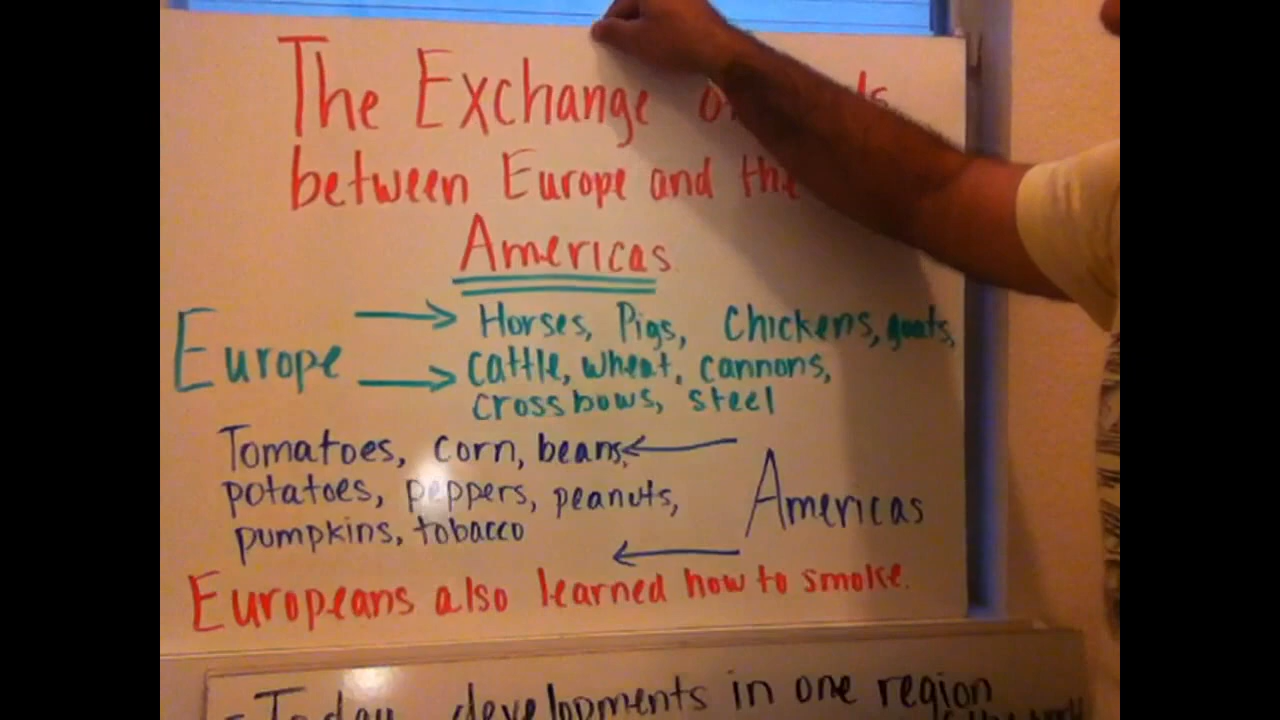 The Exchange
between Europe and the
Americas
Europe → Horses, Pigs, Chickens, goats,
→ cattle, wheat, cannons,
crossbows, steel
Tomatoes, corn, beans, ←
potatoes, peppers, peanuts,
Americas
pumpkins, tobacco ←
Europeans also learned how to smoke.
- Today, developments in one region